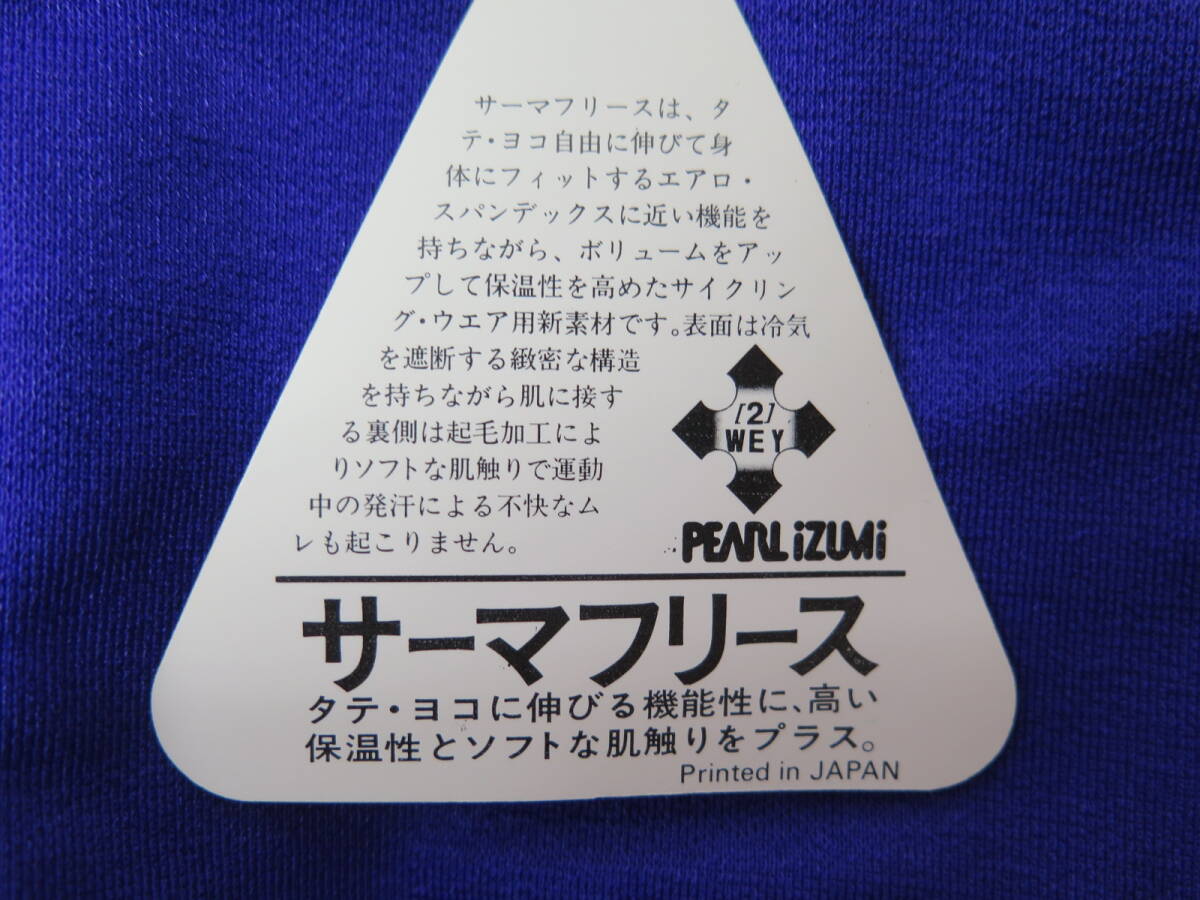 サーマフリースは、タ
テ・ヨコ自由に伸びて身
体にフィットするエアロ・
スパンデックスに近い機能を
持ちながら、ボリュームをアッ
プして保温性を高めたサイクリン
グ・ウエア用新素材です。表面は冷気
を遮断する緻密な構造
を持ちながら肌に接す
る裏側は起毛加工によ
りソフトな肌触りで運動
中の発汗による不快なム
レも起こりません。
[2]
WEY
PEARL iZUMi
サーマフリース
タテ・ヨコに伸びる機能性に、高い
保温性とソフトな肌触りをプラス。
Printed in JAPAN